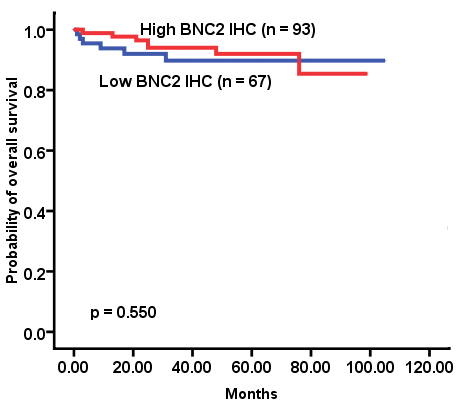 High BNC2 IHC (n = 93)
Low BNC2 IHC (n = 67)
Probability of overall survival
1.0
0.8
0.6
0.4
0.2
0.0
p = 0.550
0.00 20.00 40.00 60.00 80.00 100.00 120.00
Months